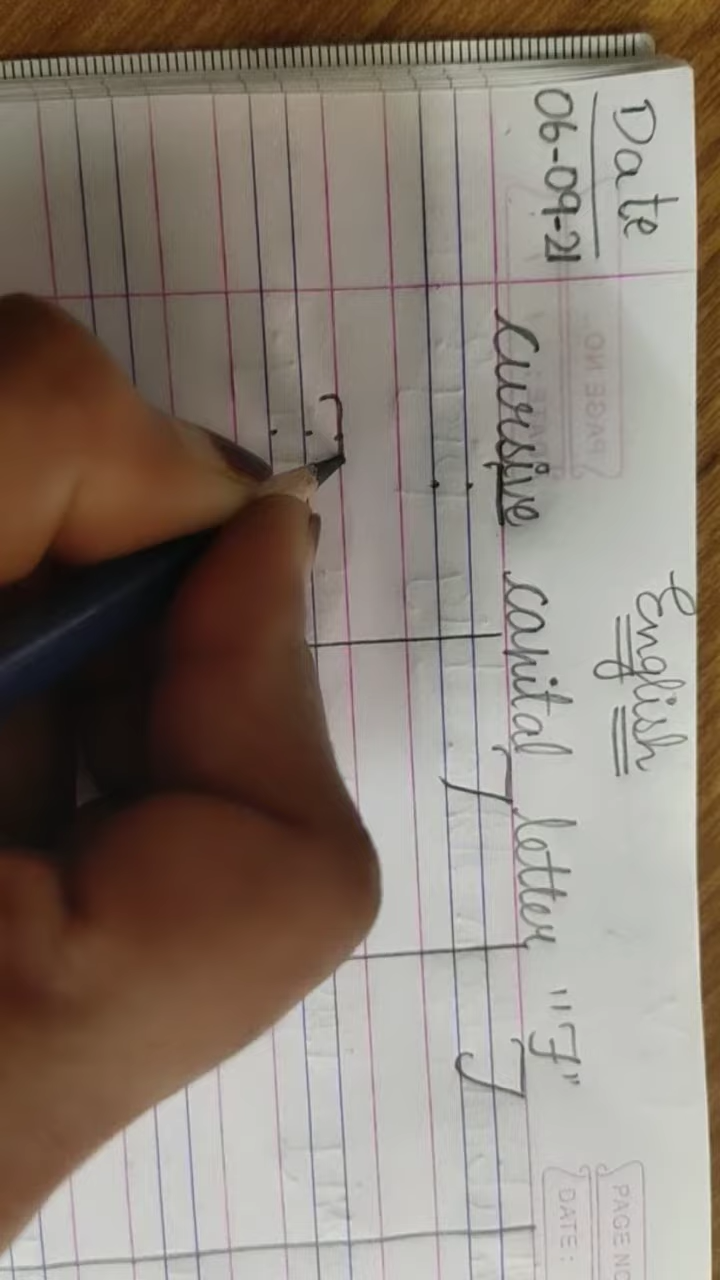 Date
06-09-21
English
cursive capital letter "F"
PAGE NO
DATE: